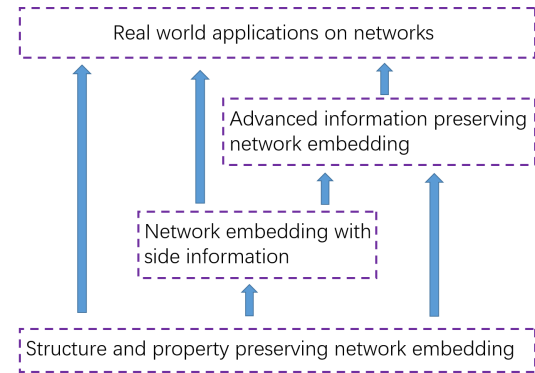 Real world applications on networks
Advanced information preserving
network embedding
Network embedding with
side information
Structure and property preserving network embedding